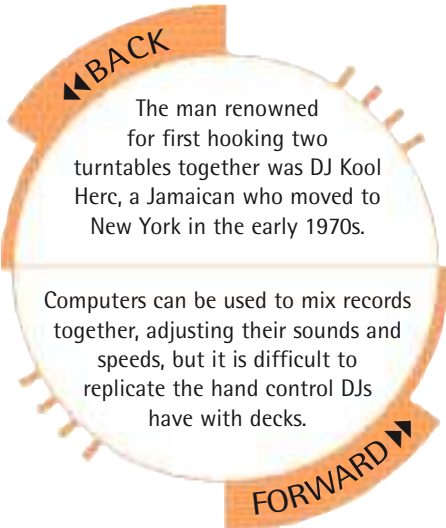 BACK
The man renowned
for first hooking two
turntables together was DJ Kool
Herc, a Jamaican who moved to
New York in the early 1970s.
Computers can be used to mix records
together, adjusting their sounds and
speeds, but it is difficult to
replicate the hand control DJs
have with decks.
FORWARD